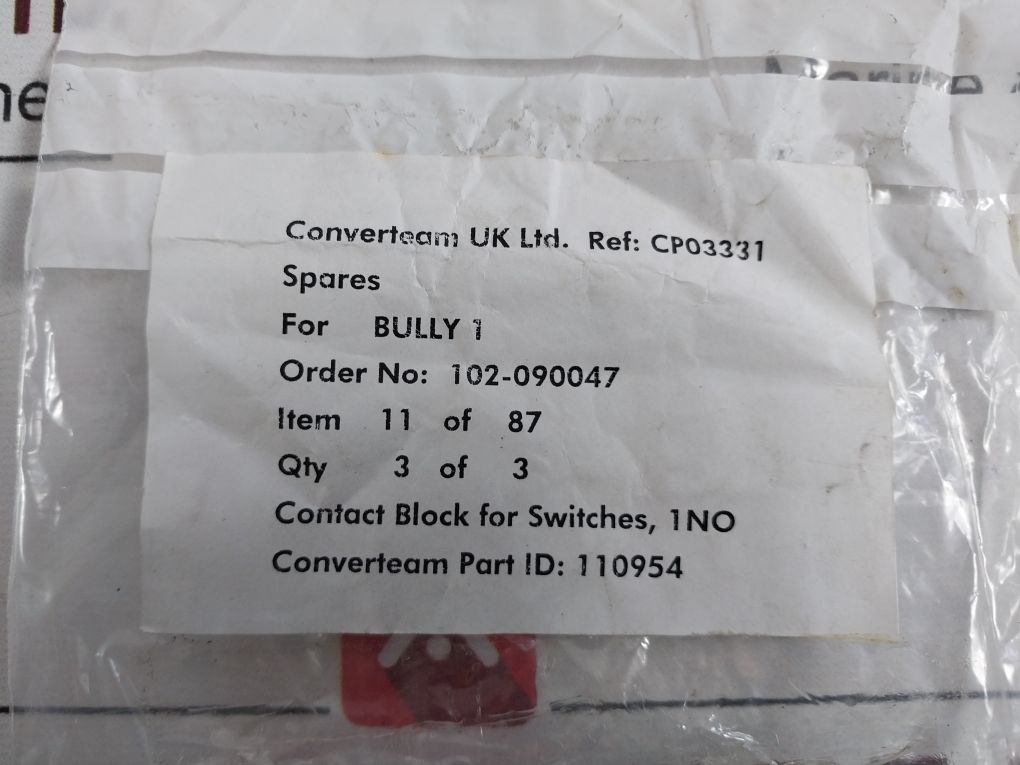 Converteam UK Ltd. Ref: CP03331
Spares
For BULLY 1
Order No: 102-090047
Item 11 of 87
Qty 3 of 3
Contact Block for Switches, 1NO
Converteam Part ID: 110954